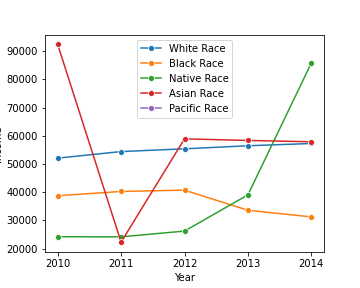 90000
80000
70000
60000
50000
40000
30000
20000
White Race
Black Race
Native Race
Asian Race
Pacific Race
2010 2011 2012 2013 2014
Year